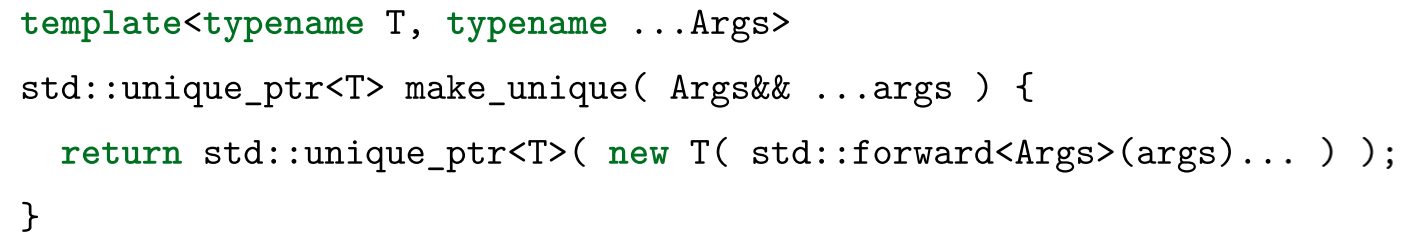 template<typename T, typename ...Args>
std::unique_ptr<T> make_unique( Args&& ...args ) {
  return std::unique_ptr<T>( new T( std::forward<Args>(args)... ) );
}